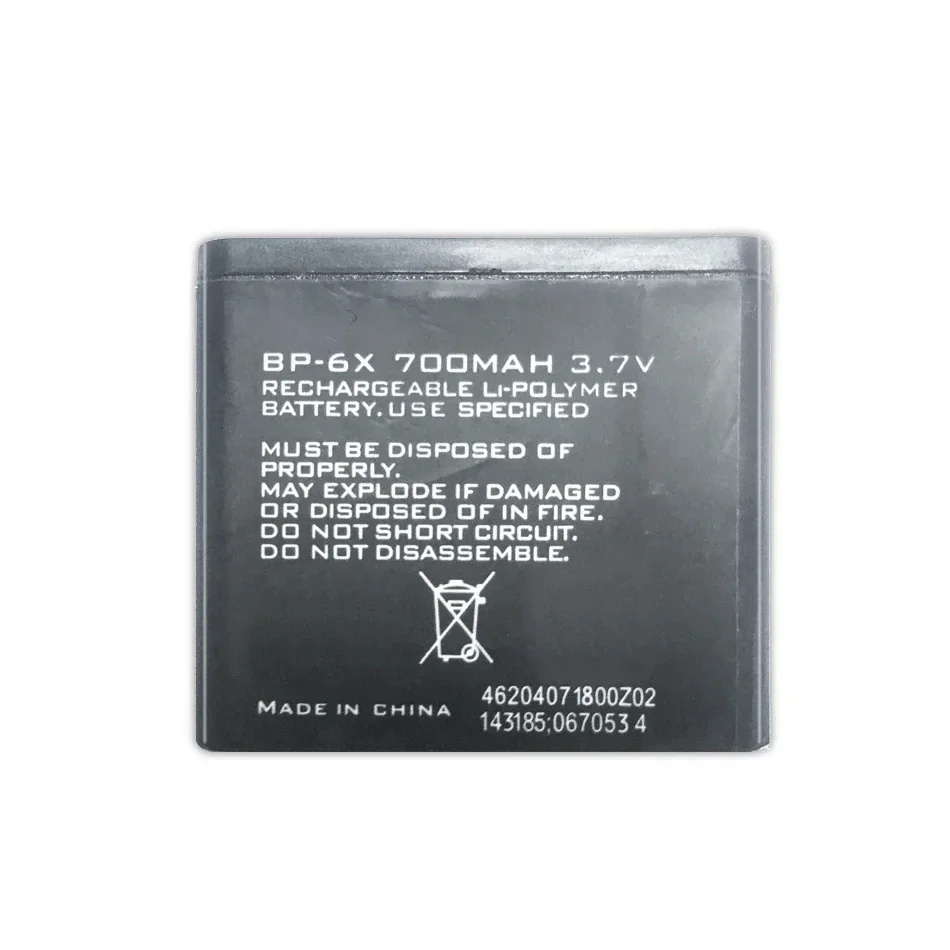 BP-6X 700MAH 3.7V
RECHARGEABLE LI-POLYMER
BATTERY.USE SPECIFIED
MUST BE DISPOSED OF
PROPERLY.
MAY EXPLODE IF DAMAGED
OR DISPOSED OF IN FIRE.
DO NOT SHORT CIRCUIT.
DO NOT DISASSEMBLE.
46204071800Z02
MADE IN CHINA
143185;067053 4